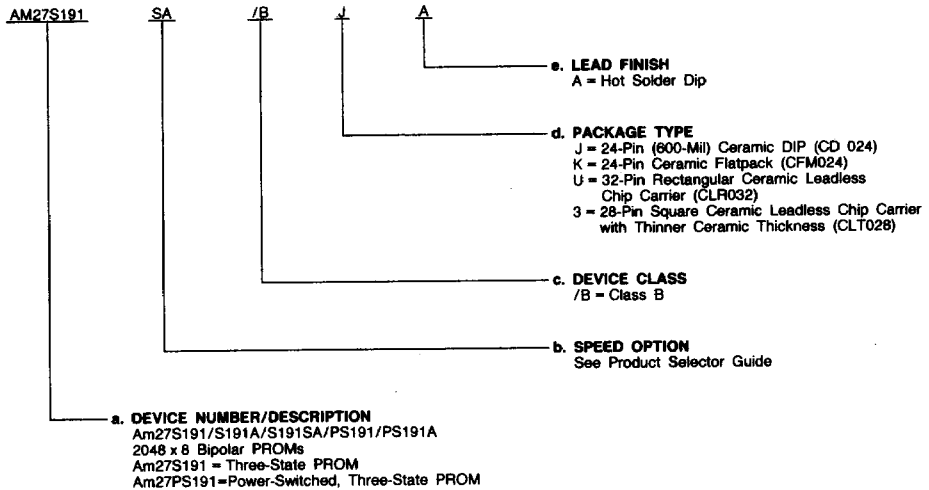 AM27S191 SA /B J A
e. LEAD FINISH
A = Hot Solder Dip
d. PACKAGE TYPE
J = 24-Pin (600-Mil) Ceramic DIP (CD 024)
K = 24-Pin Ceramic Flatpack (CFM024)
U = 32-Pin Rectangular Ceramic Leadless
Chip Carrier (CLR032)
3 = 28-Pin Square Ceramic Leadless Chip Carrier
with Thinner Ceramic Thickness (CLT028)
c. DEVICE CLASS
/B = Class B
b. SPEED OPTION
See Product Selector Guide
a. DEVICE NUMBER/DESCRIPTION
Am27S191/S191A/S191SA/PS191/PS191A
2048 x 8 Bipolar PROMs
Am27S191 = Three-State PROM
Am27PS191=Power-Switched, Three-State PROM